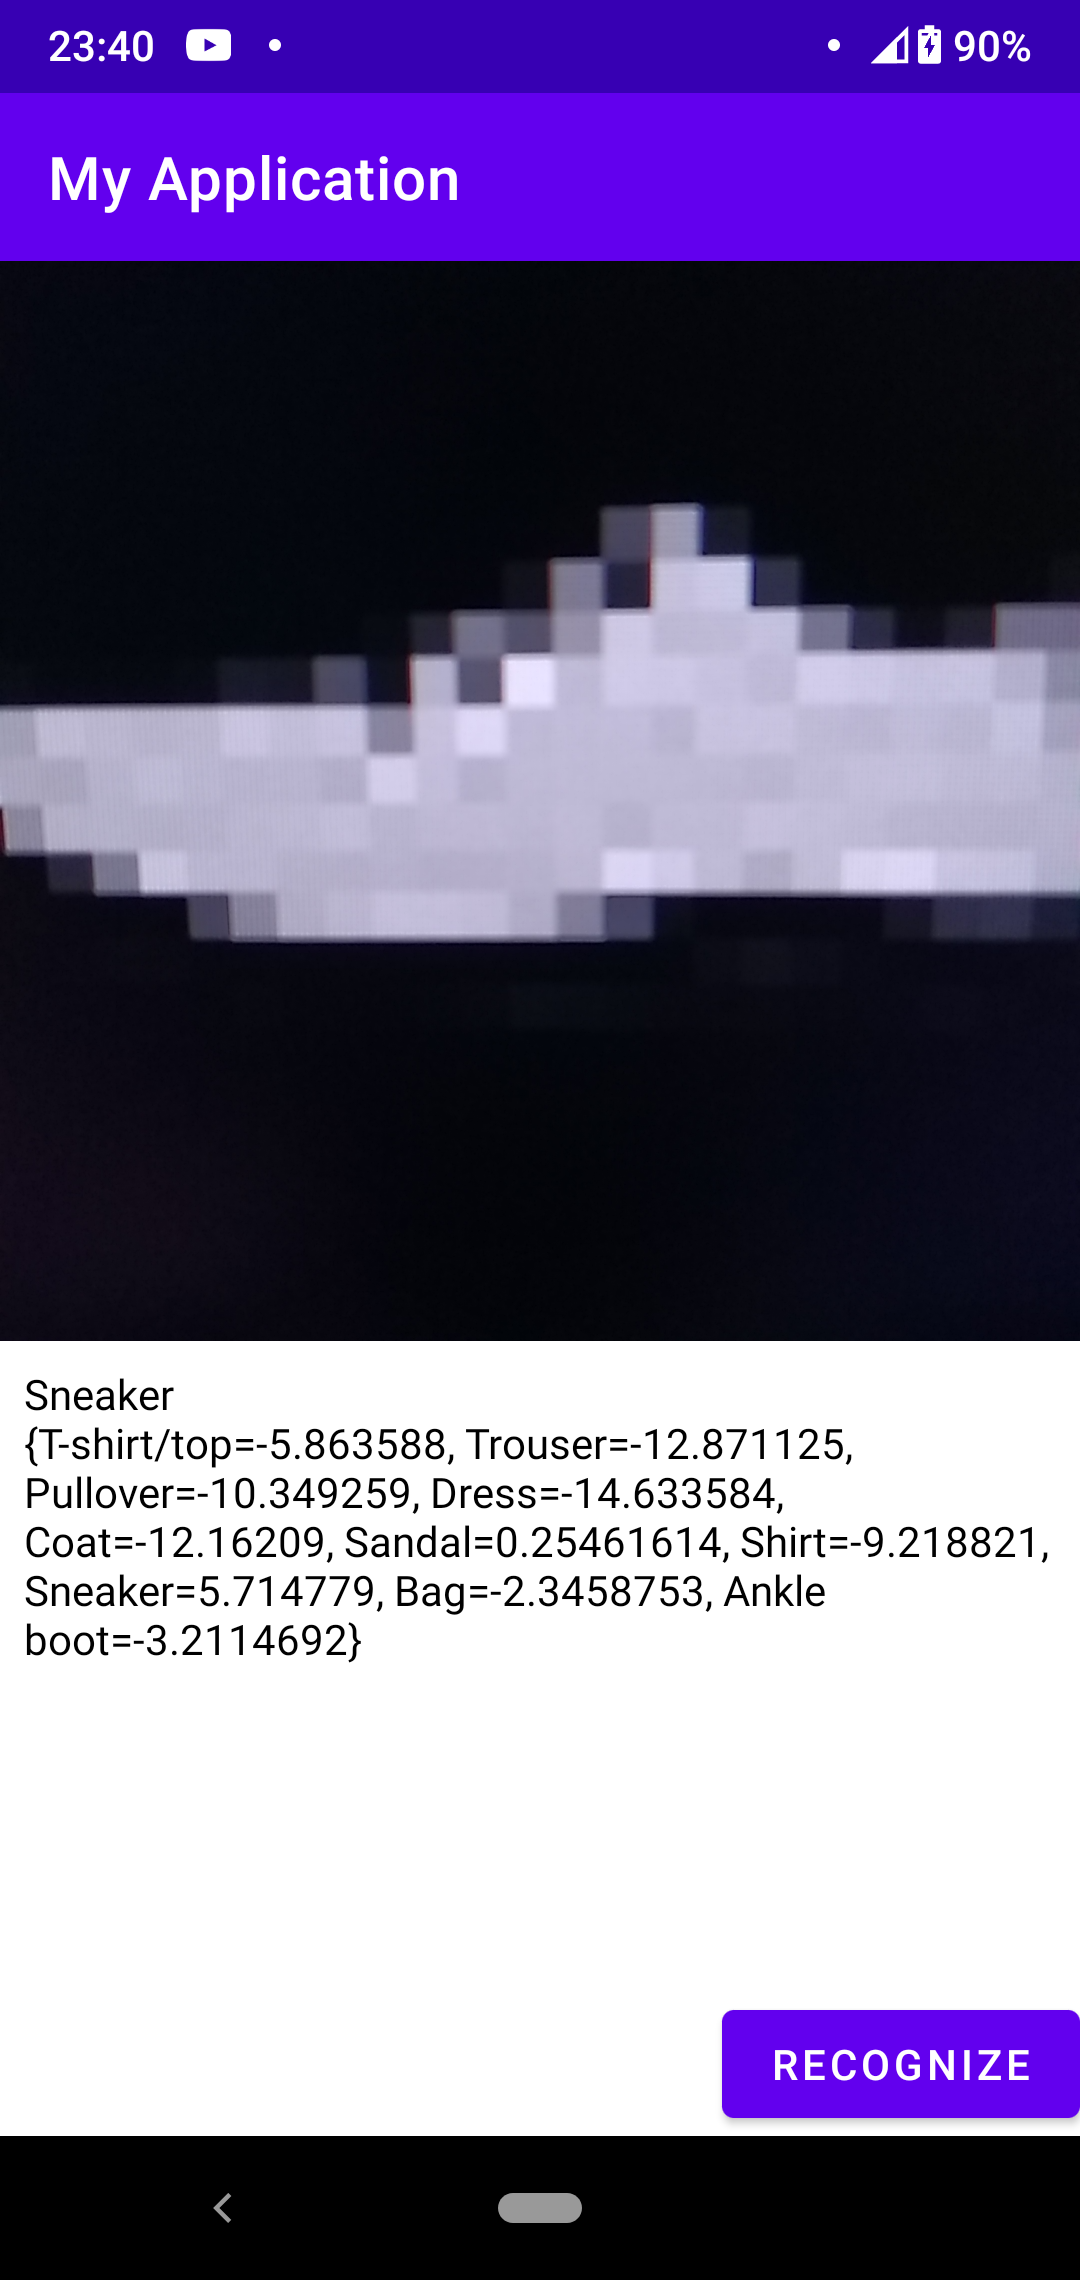 23:40 90%
My Application
Sneaker
{T-shirt/top=-5.863588, Trouser=-12.871125,
Pullover=-10.349259, Dress=-14.633584,
Coat=-12.16209, Sandal=0.25461614, Shirt=-9.218821,
Sneaker=5.714779, Bag=-2.3458753, Ankle
boot=-3.2114692}
RECOGNIZE